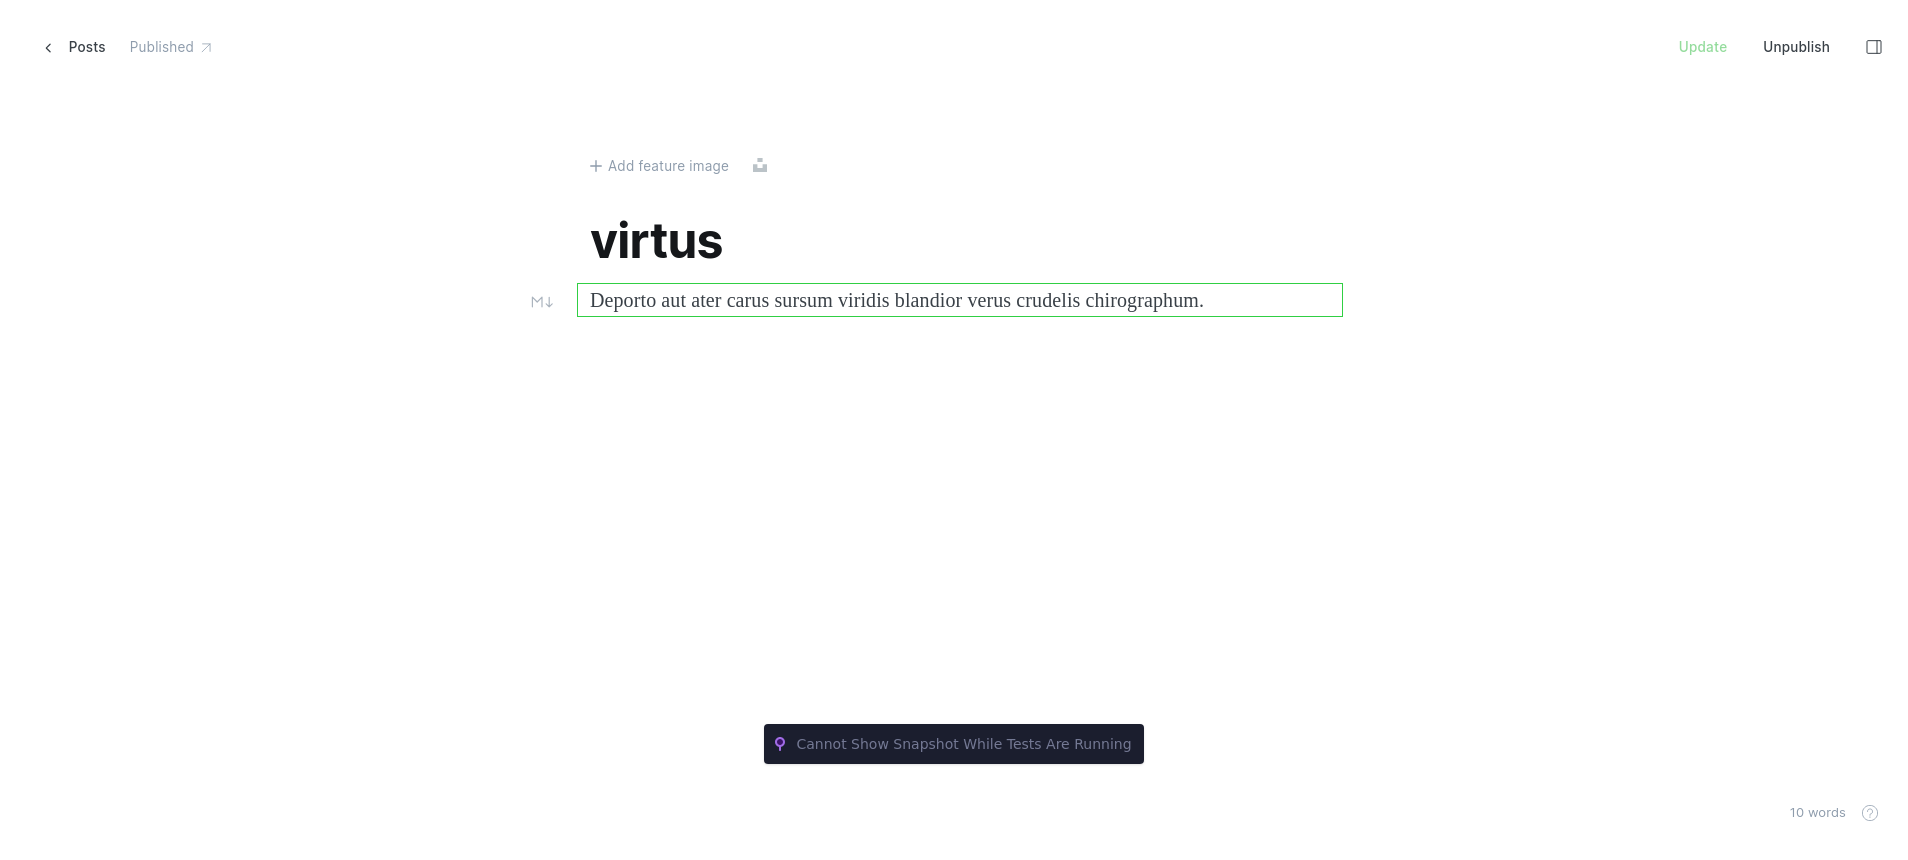 Posts Published Update Unpublish
Add feature image
virtus
M Deporto aut ater carus sursum viridis blandior verus crudelis chirographum.
Cannot Show Snapshot While Tests Are Running
10 words ?